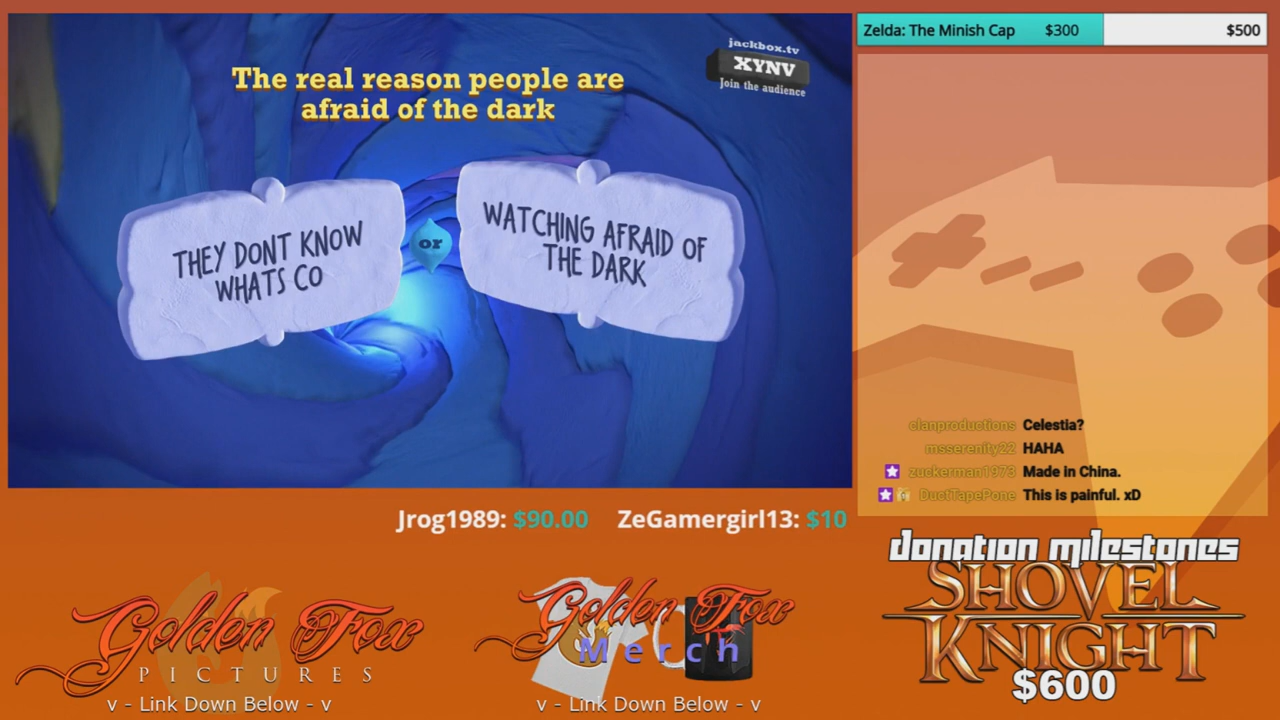 The real reason people are
afraid of the dark
jackbox.tv
XYNV
Join the audience
THEY DONT KNOW
WHATS CO
or
WATCHING AFRAID OF
THE DARK
Zelda: The Minish Cap $300 $500
clanproductions Celestia?
msserenity22 HAHA
zuckerman1973 Made in China.
DuctTapePone This is painful. xD
Jrog1989: $90.00 ZeGamergirl13: $10
Donation Milestones
SHOVEL
KNIGHT
$600
Golden Fox
PICTURES
v - Link Down Below - v
Golden Fox
Merch
v - Link Down Below - v